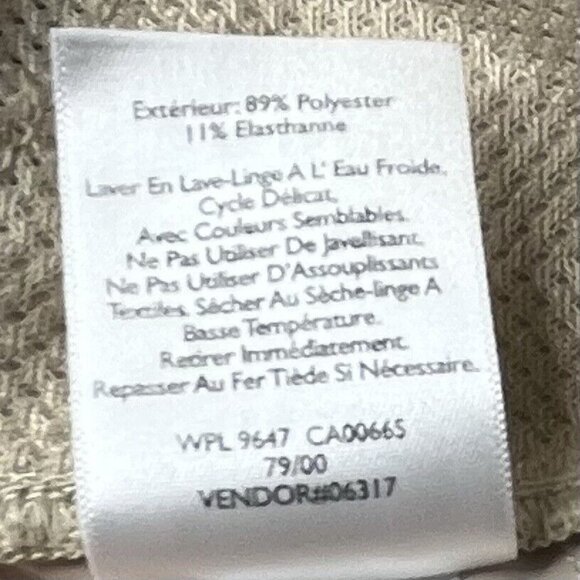 Extérieur: 89% Polyester
11% Elasthanne
Laver En Lave-Linge A L' Eau Froide.
Cycle Délicat.
Avec Couleurs Semblables.
Ne Pas Utiliser De Javellisant.
Ne Pas Utiliser D'Assouplissants
Textiles. Sécher Au Sèche-linge A
Basse Température.
Retirer Immédiatement.
Repasser Au Fer Tiède Si Nécessaire.
WPL 9647 CA00665
79/00
VENDOR#06317